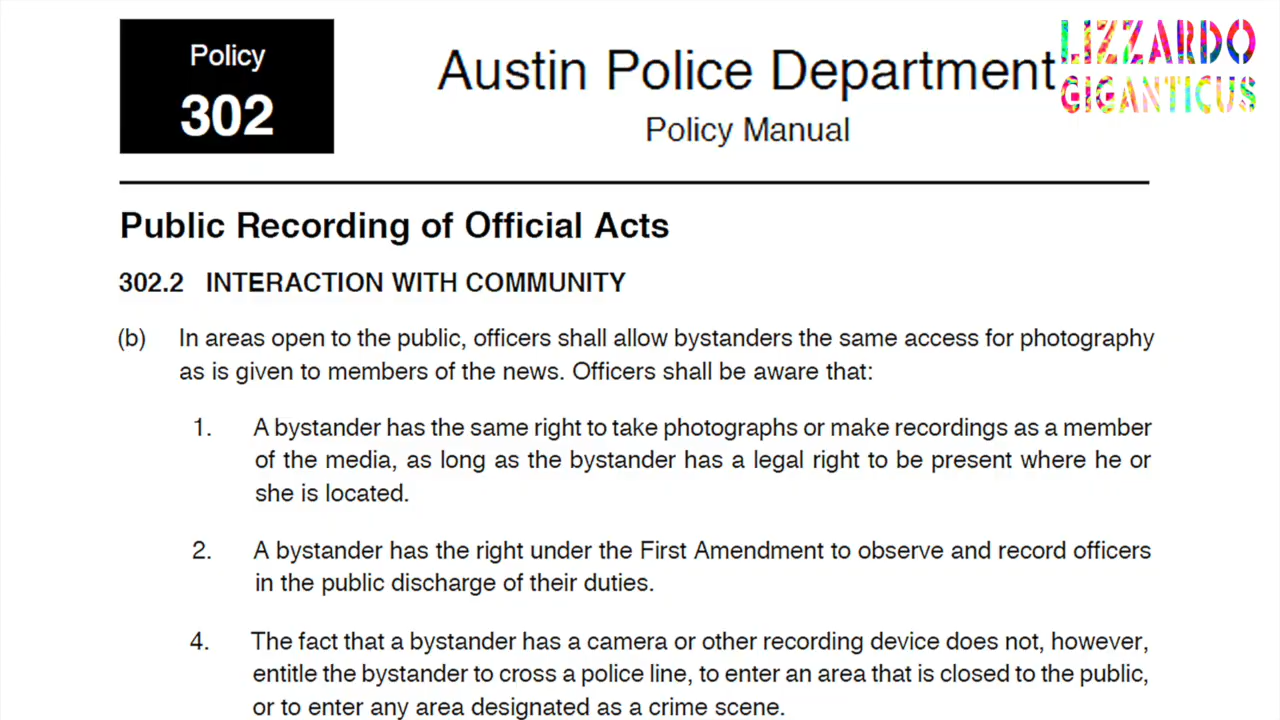 Policy
302
Austin Police Department
Policy Manual
LIZZARDO
GIGANTICUS
Public Recording of Official Acts
302.2 INTERACTION WITH COMMUNITY
(b) In areas open to the public, officers shall allow bystanders the same access for photography
as is given to members of the news. Officers shall be aware that:
1. A bystander has the same right to take photographs or make recordings as a member
of the media, as long as the bystander has a legal right to be present where he or
she is located.
2. A bystander has the right under the First Amendment to observe and record officers
in the public discharge of their duties.
4. The fact that a bystander has a camera or other recording device does not, however,
entitle the bystander to cross a police line, to enter an area that is closed to the public,
or to enter any area designated as a crime scene.